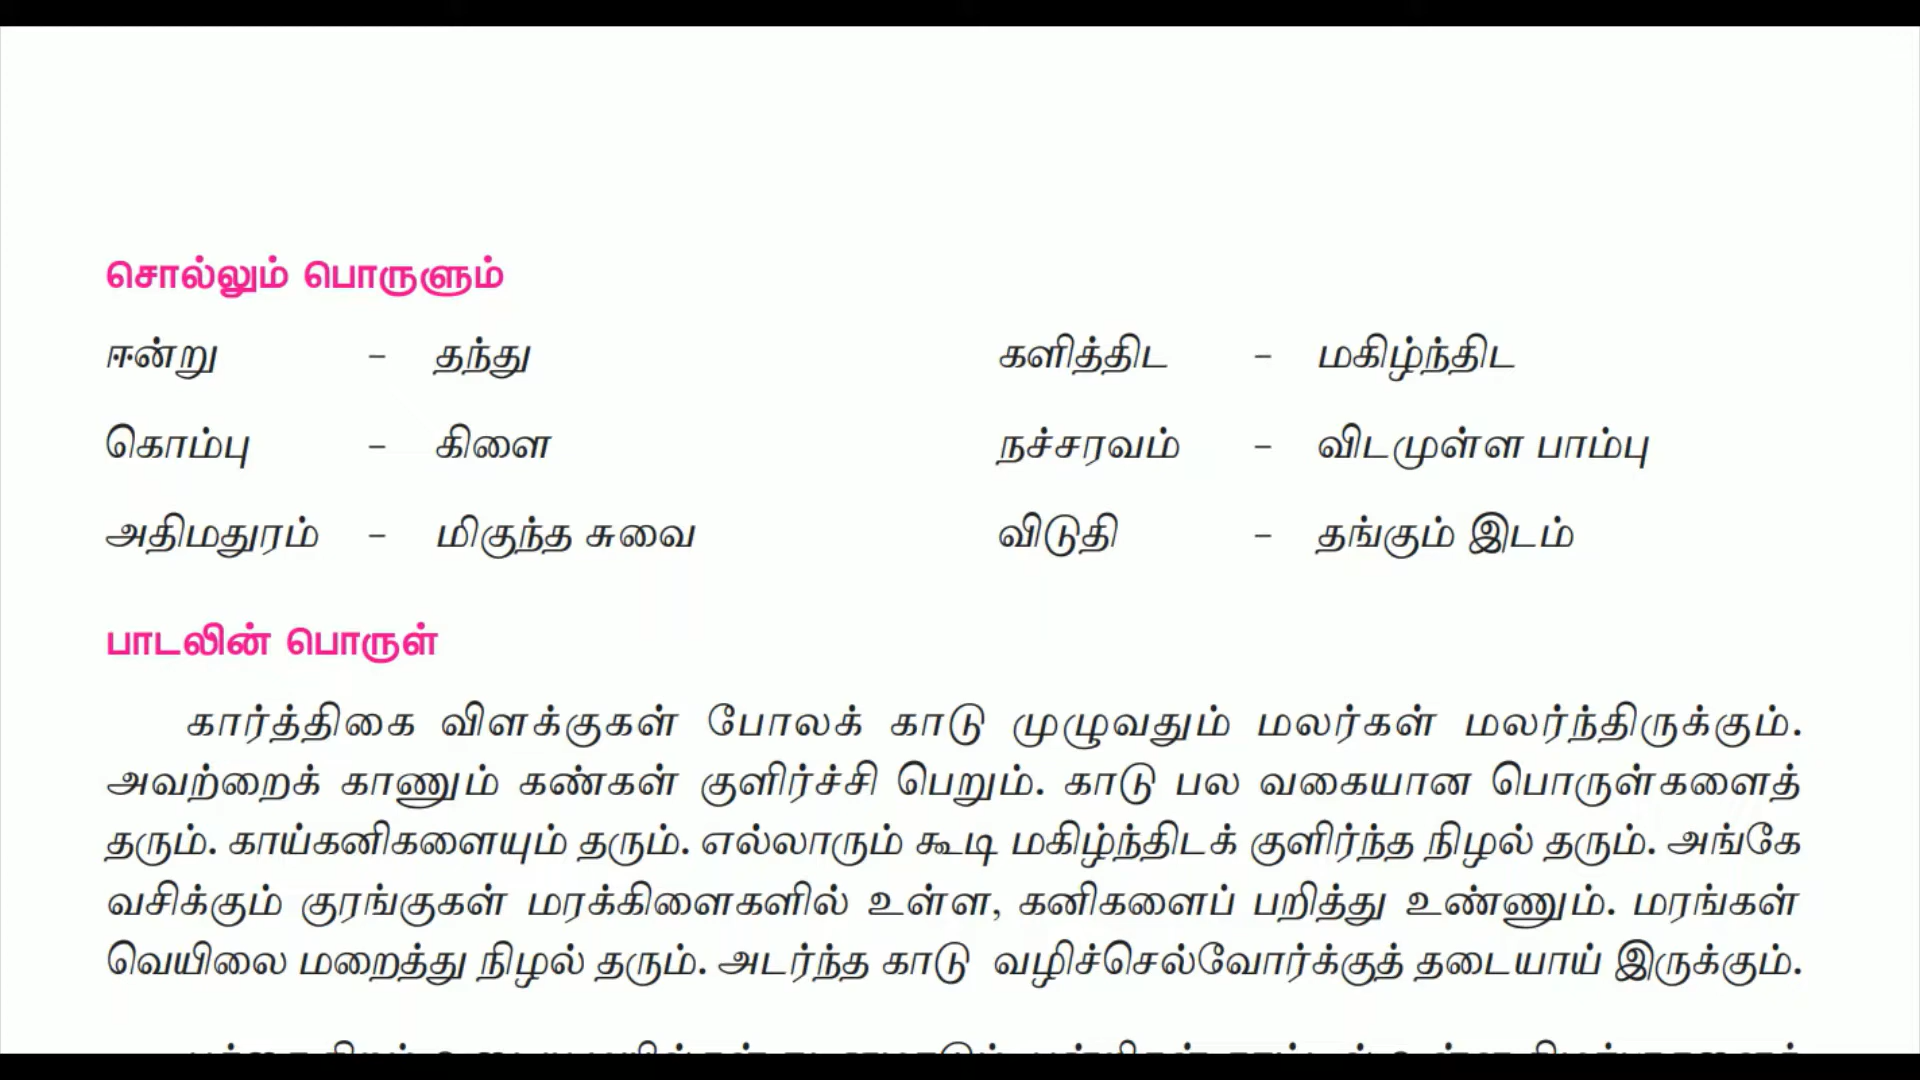 சொல்லும் பொருளும்
ஈன்று - தந்து களித்திட - மகிழ்ந்திட
கொம்பு - கிளை நச்சரவம் - விடமுள்ள பாம்பு
அதிமதுரம் - மிகுந்த சுவை விடுதி - தங்கும் இடம்
பாடலின் பொருள்
கார்த்திகை விளக்குகள் போலக் காடு முழுவதும் மலர்கள் மலர்ந்திருக்கும்.
அவற்றைக் காணும் கண்கள் குளிர்ச்சி பெறும். காடு பல வகையான பொருள்களைத்
தரும். காய்கனிகளையும் தரும். எல்லாரும் கூடி மகிழ்ந்திடக் குளிர்ந்த நிழல் தரும். அங்கே
வசிக்கும் குரங்குகள் மரக்கிளைகளில் உள்ள, கனிகளைப் பறித்து உண்ணும். மரங்கள்
வெயிலை மறைத்து நிழல் தரும். அடர்ந்த காடு வழிச்செல்வோர்க்குத் தடையாய் இருக்கும்.